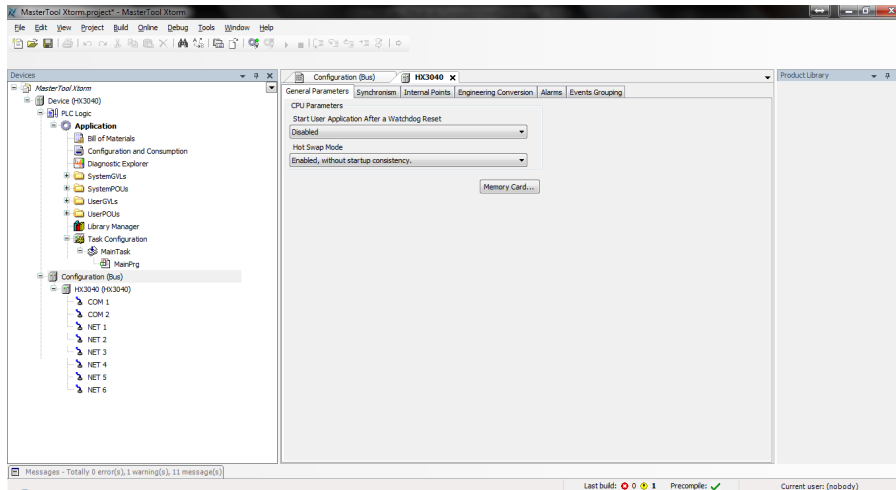 MasterTool Xtorm.project* - MasterTool Xtorm
File Edit View Project Build Online Debug Tools Window Help
Devices
MasterTool Xtorm
Device (HX3040)
PLC Logic
Application
Bill of Materials
Configuration and Consumption
Diagnostic Explorer
SystemGVLs
SystemPOUs
UserGVLs
UserPOUs
Library Manager
Task Configuration
MainTask
MainPrg
Configuration (Bus)
HX3040 (HX3040)
COM 1
COM 2
NET 1
NET 2
NET 3
NET 4
NET 5
NET 6
Configuration (Bus) HX3040
General Parameters Synchronism Internal Points Engineering Conversion Alarms Events Grouping
CPU Parameters
Start User Application After a Watchdog Reset
Disabled
Hot Swap Mode
Enabled, without startup consistency.
Memory Card...
Product Library
Messages - Totally 0 error(s), 1 warning(s), 11 message(s)
Last build: 0 1 Precompile: Current user: (nobody)